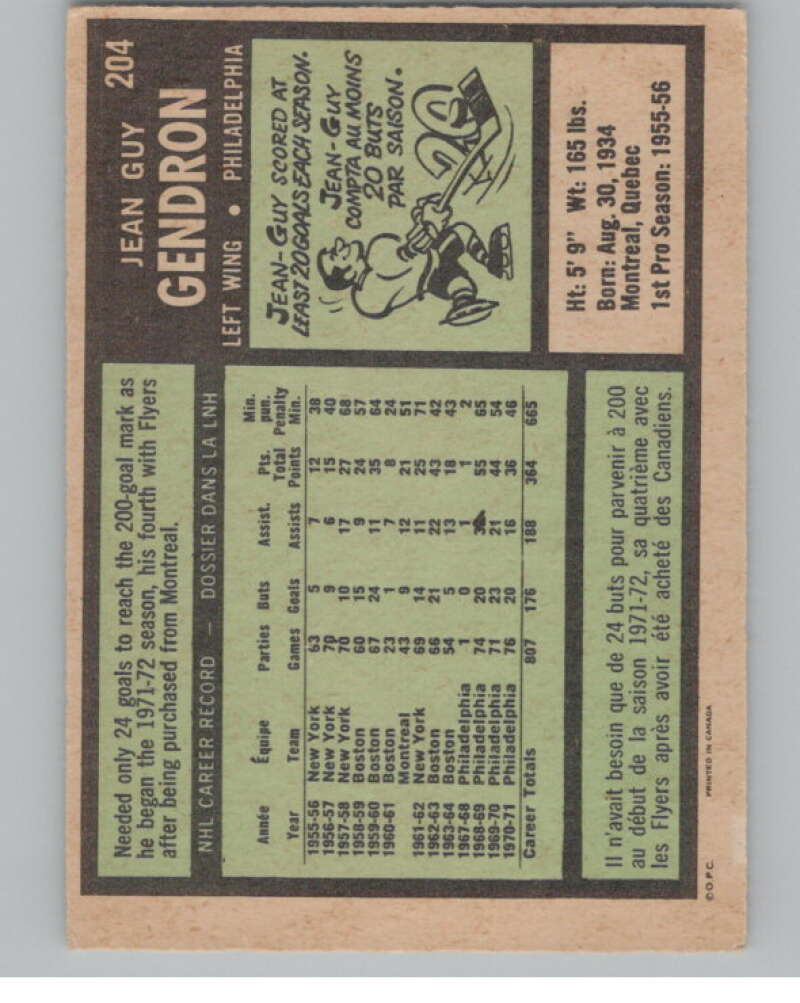 JEAN GUY 204
GENDRON
LEFT WING • PHILADELPHIA
JEAN-GUY SCORED AT
LEAST 20 GOALS EACH SEASON.
JEAN-GUY
COMPTA AU MOINS
20 BUTS
PAR SAISON.
20
Ht: 5' 9" Wt: 165 lbs.
Born: Aug. 30, 1934
Montreal, Quebec
1st Pro Season: 1955-56
Needed only 24 goals to reach the 200-goal mark as
he began the 1971-72 season, his fourth with Flyers
after being purchased from Montreal.
NHL CAREER RECORD — DOSSIER DANS LA LNH
Année Équipe Parties Buts Assist. Pts. Total Min. pun. Penalty
Year Team Games Goals Assists Points Min.
1955-56 New York 63 5 7 12 38
1956-57 New York 70 9 6 15 40
1957-58 New York 70 10 17 27 68
1958-59 Boston 60 15 9 24 57
1959-60 Boston 67 24 11 35 64
1960-61 Boston 23 1 7 8 24
Montreal 43 9 12 21 51
1961-62 New York 69 14 11 25 71
1962-63 Boston 66 21 22 43 42
1963-64 Boston 54 5 13 18 43
1967-68 Philadelphia 1 0 1 1 2
1968-69 Philadelphia 74 20 55 65
1969-70 Philadelphia 71 23 21 44 54
1970-71 Philadelphia 76 20 16 36 46
Career Totals 807 176 188 364 665
Il n'avait besoin que de 24 buts pour parvenir à 200
au début de la saison 1971-72, sa quatrième avec
les Flyers après avoir été acheté des Canadiens.
©O.P.C. PRINTED IN CANADA